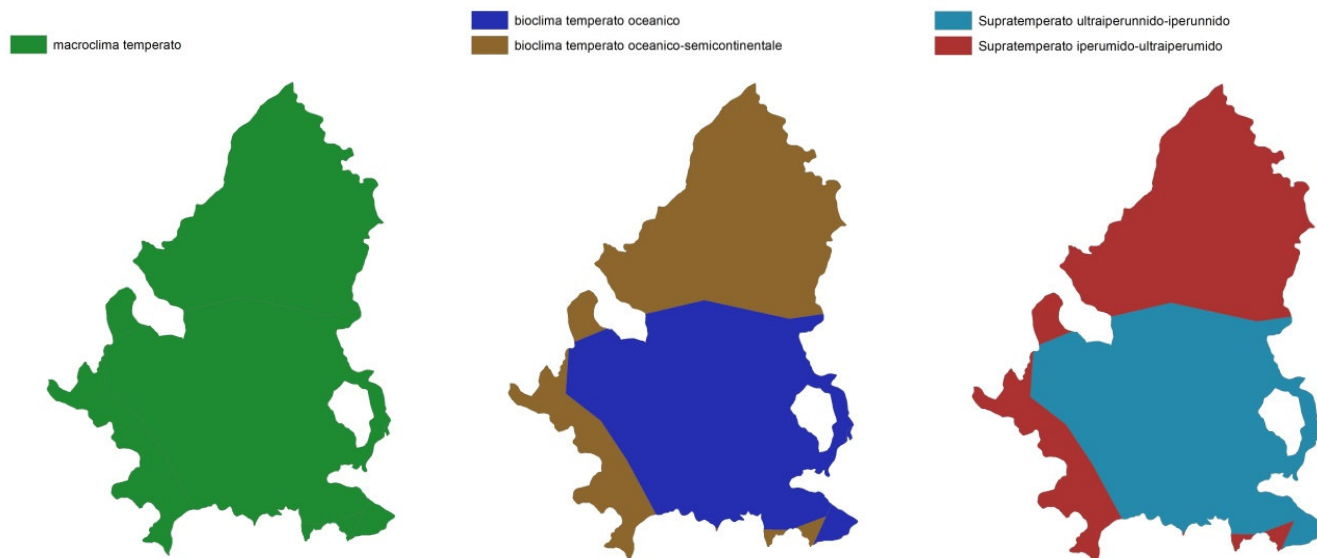 macroclima temperato
bioclima temperato oceanico
bioclima temperato oceanico-semicontinentale
Supratemperato ultraiperunnido-iperunnido
Supratemperato iperumido-ultraiperumido